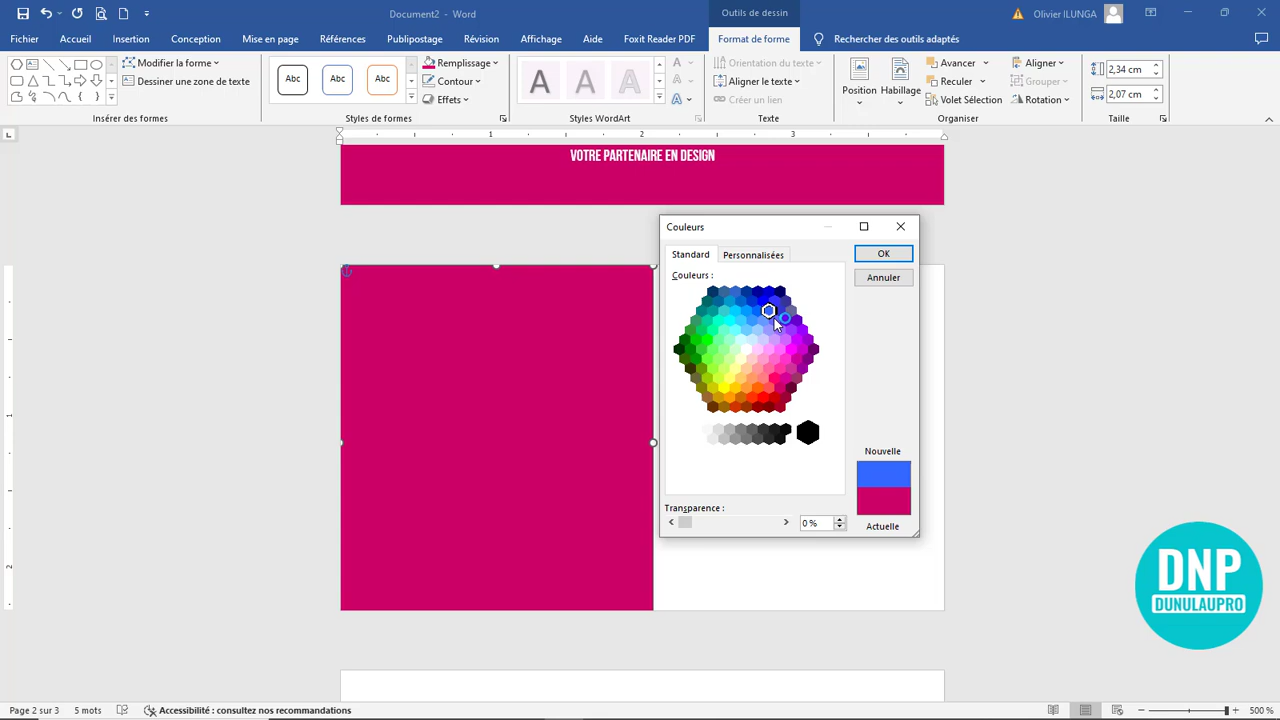 Document2 - Word
Outils de dessin
Olivier ILUNGA
Fichier Accueil Insertion Conception Mise en page Références Publipostage Révision Affichage Aide Foxit Reader PDF Format de forme Rechercher des outils adaptés
Modifier la forme
Dessiner une zone de texte
Insérer des formes
Abc Abc Abc
Remplissage
Contour
Effets
Styles de formes
A A A
Styles WordArt
Orientation du texte
Aligner le texte
Créer un lien
Texte
Position
Habillage
Avancer
Reculer
Volet Sélection
Aligner
Grouper
Rotation
Organiser
2,34 cm
2,07 cm
Taille
1 2 3
VOTRE PARTENAIRE EN DESIGN
Couleurs
Standard Personnalisées
OK
Annuler
Couleurs :
Nouvelle
Actuelle
Transparence :
0 %
1
2
DNP
DUNULAUPRO
Page 2 sur 3 5 mots Accessibilité : consultez nos recommandations 500 %